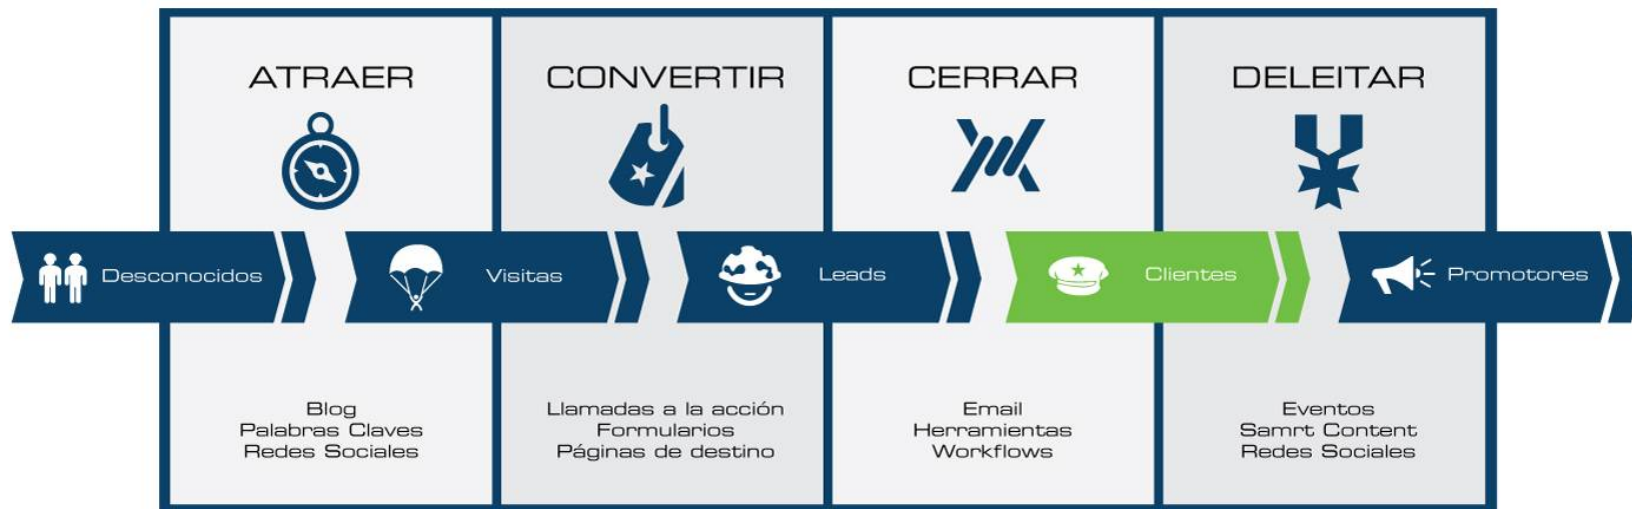 ATRAER
CONVERTIR
CERRAR
DELEITAR
Desconocidos
Visitas
Leads
Clientes
Promotores
Blog
Palabras Claves
Redes Sociales
Llamadas a la acción
Formularios
Páginas de destino
Email
Herramientas
Workflows
Eventos
Samrt Content
Redes Sociales